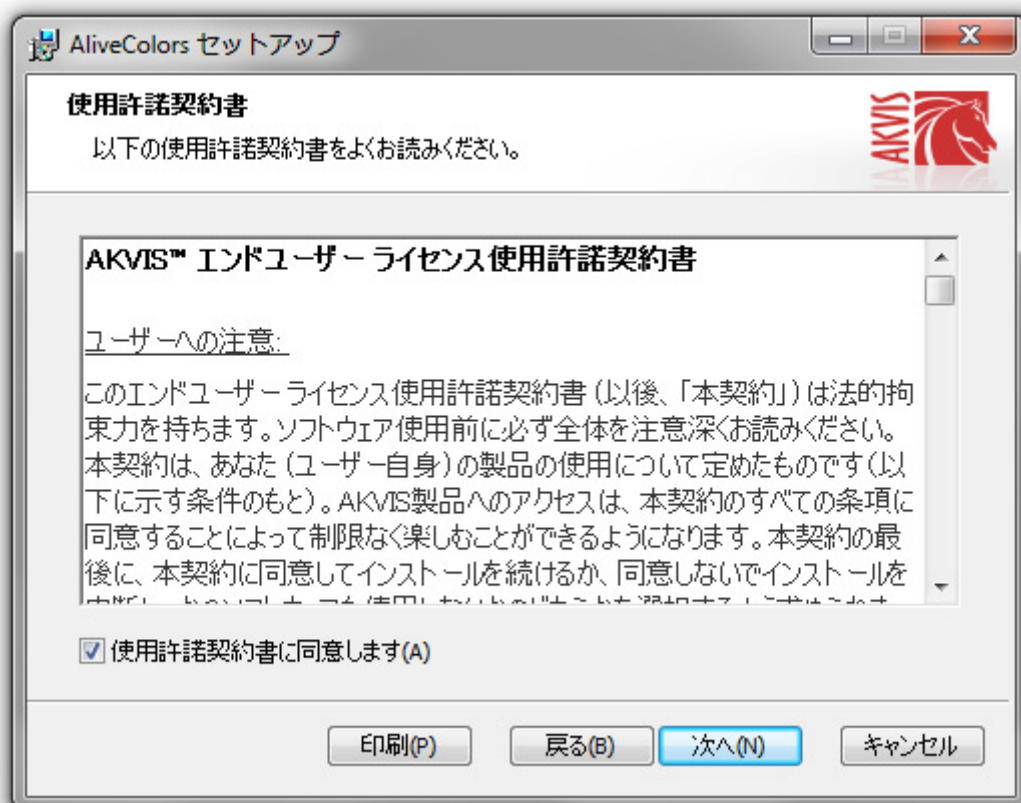 AliveColors セットアップ
使用許諾契約書
以下の使用許諾契約書をよくお読みください。
AKVIS
AKVIS™ エンドユーザー ライセンス使用許諾契約書
ユーザーへの注意:
このエンドユーザー ライセンス使用許諾契約書 (以後、「本契約」) は法的拘
束力を持ちます。ソフトウェア使用前に必ず全体を注意深くお読みください。
本契約は、あなた (ユーザー自身) の製品の使用について定めたものです (以
下に示す条件のもと) 。AKVIS製品へのアクセスは、本契約のすべての条項に
同意することによって制限なく楽しむことができるようになります。本契約の最
後に、本契約に同意してインストールを続けるか、同意しないでインストールを
使用許諾契約書に同意します(A)
印刷(P)
戻る(B)
次へ(N)
キャンセル